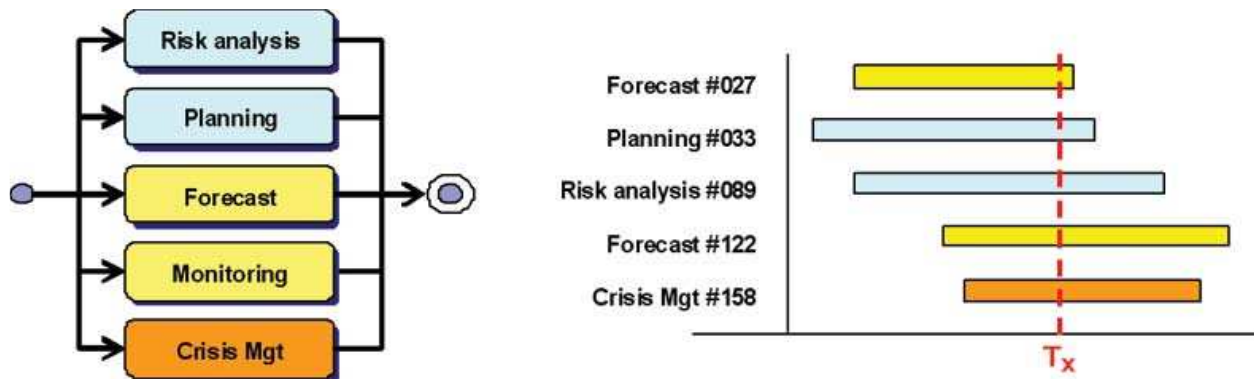 Risk analysis
Planning
Forecast
Monitoring
Crisis Mgt
Forecast #027
Planning #033
Risk analysis #089
Forecast #122
Crisis Mgt #158
Tx